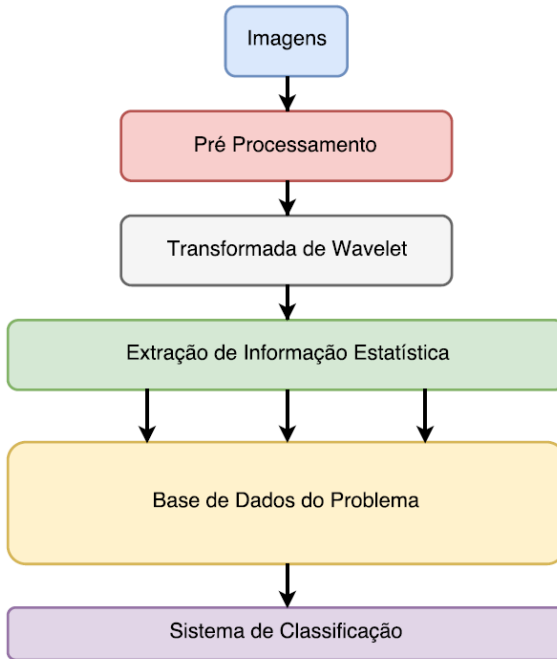 Imagens
Pré Processamento
Transformada de Wavelet
Extração de Informação Estatística
Base de Dados do Problema
Sistema de Classificação